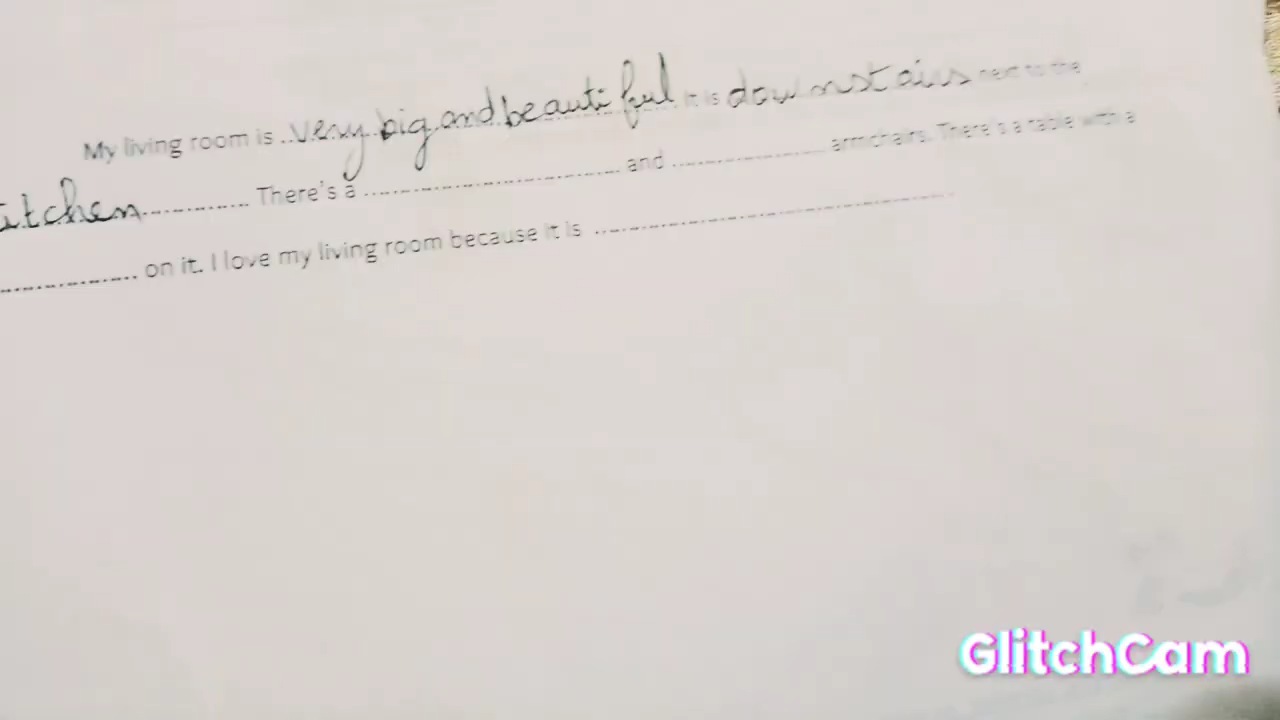 My living room is ..very big and beautiful it is downstairs next to the
itchen............... There's a ........................................ and ........................ armchairs. There's a table with a
..................... on it. I love my living room because it is ........................................................
GlitchCam